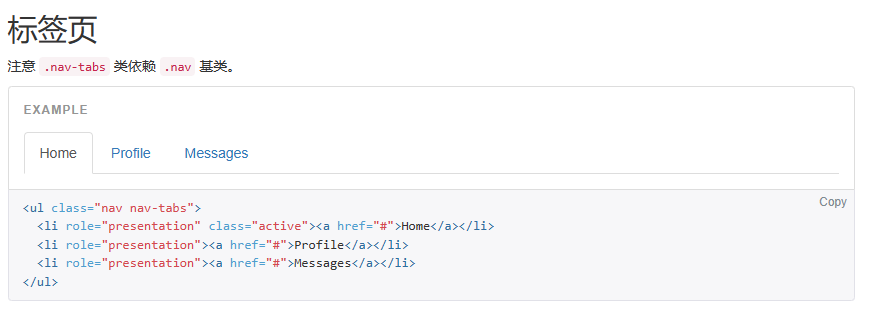 标签页
注意 .nav-tabs 类依赖 .nav 基类。
EXAMPLE
Home Profile Messages
Copy
<ul class="nav nav-tabs">
  <li role="presentation" class="active"><a href="#">Home</a></li>
  <li role="presentation"><a href="#">Profile</a></li>
  <li role="presentation"><a href="#">Messages</a></li>
</ul>